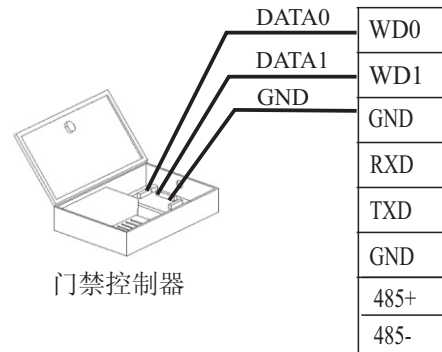 DATA0
WD0
DATA1
WD1
GND
GND
RXD
TXD
GND
门禁控制器
485+
485-